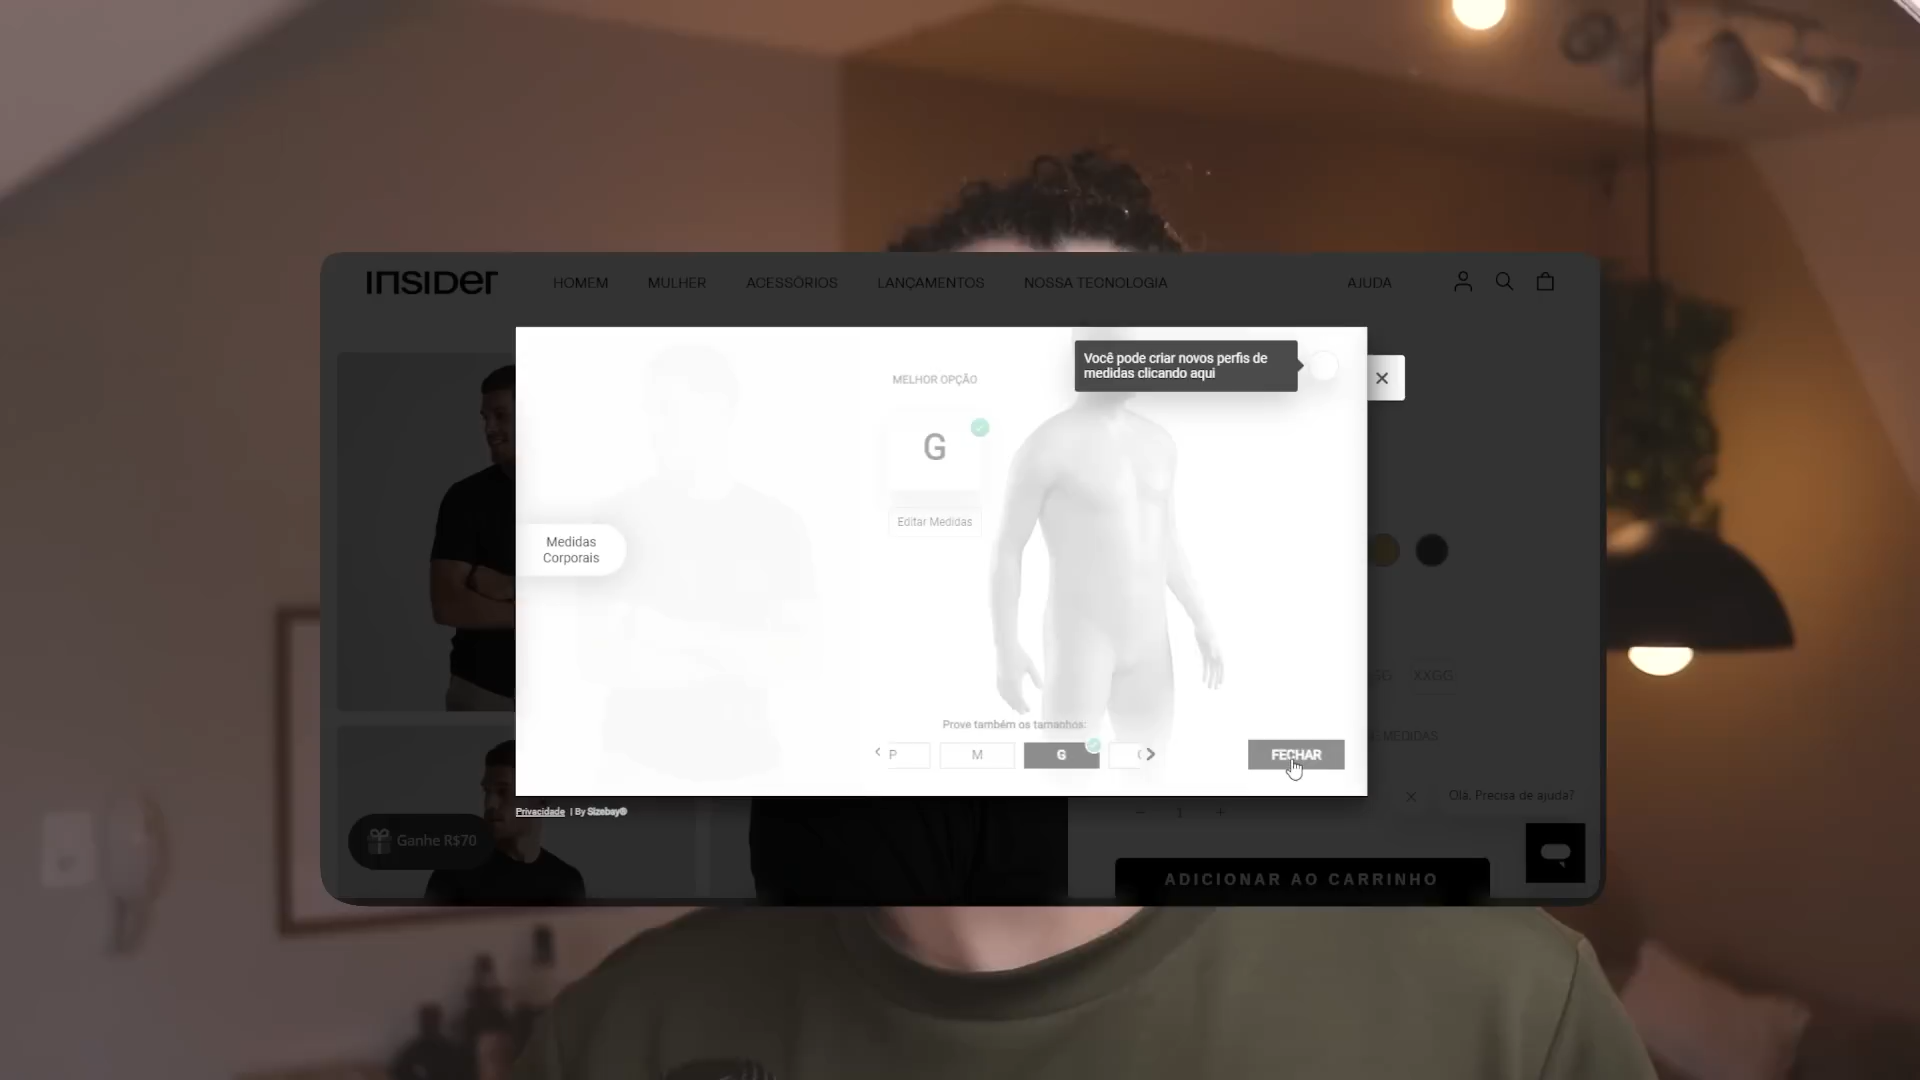 INSIDER
HOMEM
MULHER
ACESSÓRIOS
LANÇAMENTOS
NOSSA TECNOLOGIA
AJUDA
Você pode criar novos perfis de
medidas clicando aqui
MELHOR OPÇÃO
G
Editar Medidas
Medidas
Corporais
XXGG
MEDIDAS
Prove também os tamanhos:
P
M
G
FECHAR
Olá, Precisa de ajuda?
Privacidade | By Sizebay®
1
Ganhe R$70
ADICIONAR AO CARRINHO